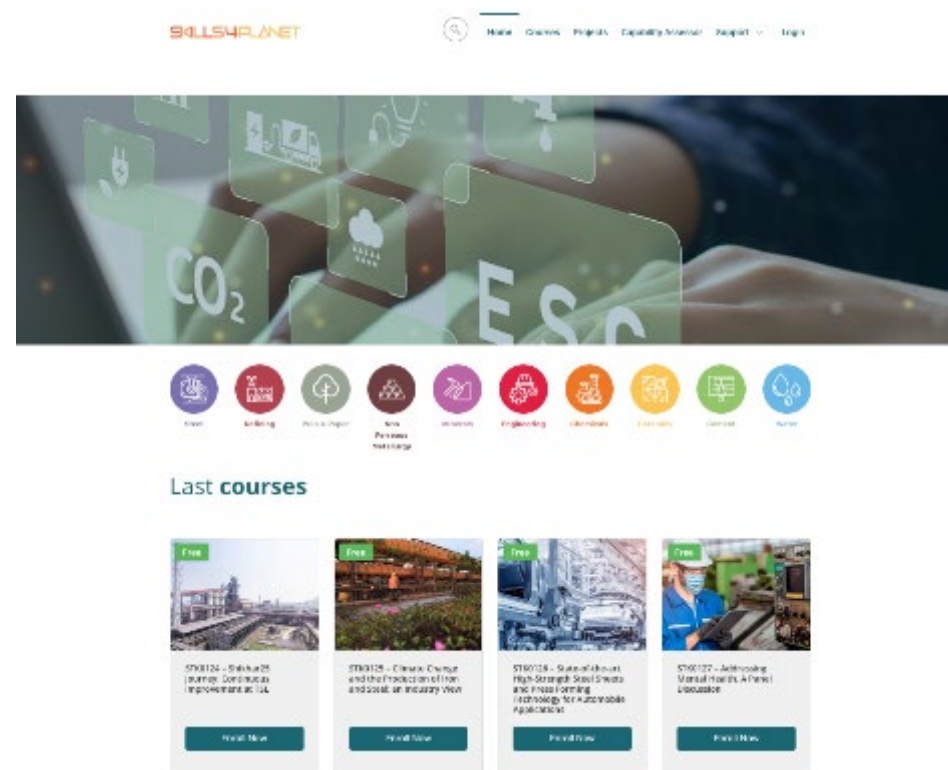 SKILLS4PLANET
Home Courses Projects Capability Assessor Support Login
CO2
ESG
Steel
Refining
Pulp & Paper
Non
Ferrous
Metallurgy
Minerals
Engineering
Chemicals
Ceramics
Cement
Water
Last courses
Free
Free
Free
Free
STK0124 – Shikhar25
Journey: Continuous
Improvement at TSL
STK0125 – Climate Change
and the Production of Iron
and Steel: an Industry View
STK0126 – State-of-the-art
High-Strength Steel Sheets
and Press Forming
Technology for Automobile
Applications
STK0127 – Addressing
Mental Health. A Panel
Discussion
Enroll Now
Enroll Now
Enroll Now
Enroll Now